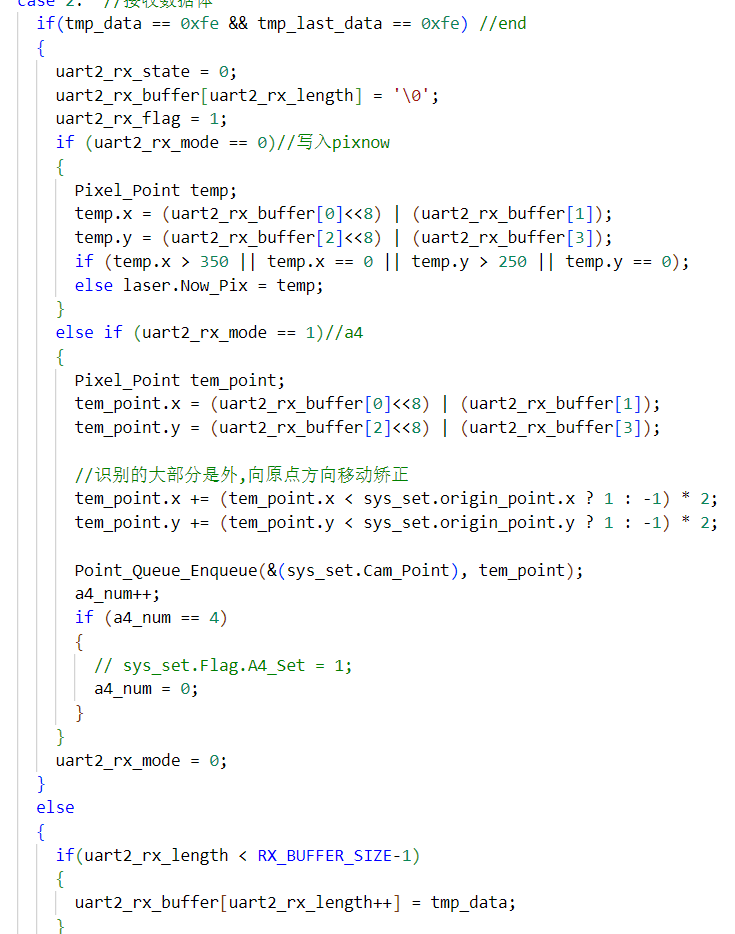 case 2: //接收数据体
if(tmp_data == 0xfe && tmp_last_data == 0xfe) //end
{
uart2_rx_state = 0;
uart2_rx_buffer[uart2_rx_length] = '\0';
uart2_rx_flag = 1;
if (uart2_rx_mode == 0)//写入pixnow
{
Pixel_Point temp;
temp.x = (uart2_rx_buffer[0]<<8) | (uart2_rx_buffer[1]);
temp.y = (uart2_rx_buffer[2]<<8) | (uart2_rx_buffer[3]);
if (temp.x > 350 || temp.x == 0 || temp.y > 250 || temp.y == 0);
else laser.Now_Pix = temp;
}
else if (uart2_rx_mode == 1)//a4
{
Pixel_Point tem_point;
tem_point.x = (uart2_rx_buffer[0]<<8) | (uart2_rx_buffer[1]);
tem_point.y = (uart2_rx_buffer[2]<<8) | (uart2_rx_buffer[3]);
//识别的大部分是外,向原点方向移动矫正
tem_point.x += (tem_point.x < sys_set.origin_point.x ? 1 : -1) * 2;
tem_point.y += (tem_point.y < sys_set.origin_point.y ? 1 : -1) * 2;
Point_Queue_Enqueue(&(sys_set.Cam_Point), tem_point);
a4_num++;
if (a4_num == 4)
{
// sys_set.Flag.A4_Set = 1;
a4_num = 0;
}
}
uart2_rx_mode = 0;
}
else
{
if(uart2_rx_length < RX_BUFFER_SIZE-1)
{
uart2_rx_buffer[uart2_rx_length++] = tmp_data;
}